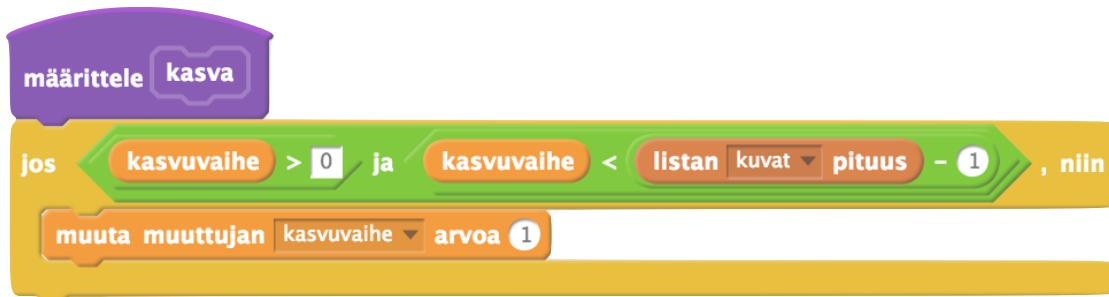 määrittele kasva
jos kasvuvaihe > 0 ja kasvuvaihe < listan kuvat pituus - 1 , niin
muuta muuttujan kasvuvaihe arvoa 1